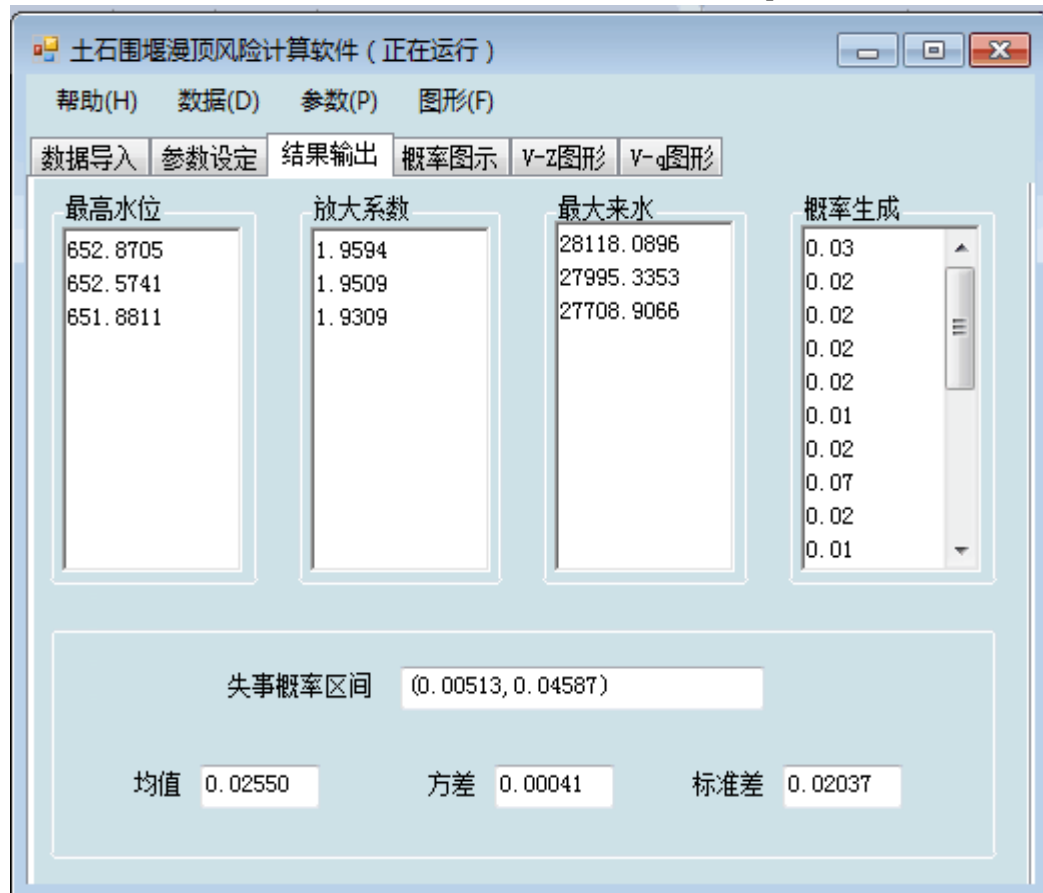 土石围堰漫顶风险计算软件（正在运行）
帮助(H) 数据(D) 参数(P) 图形(F)
数据导入 参数设定 结果输出 概率图示 V-Z图形 V-q图形
最高水位 放大系数 最大来水 概率生成
652.8705 1.9594 28118.0896 0.03
652.5741 1.9509 27995.3353 0.02
651.8811 1.9309 27708.9066 0.02
0.02
0.02
0.01
0.02
0.07
0.02
0.01
失事概率区间 (0.00513,0.04587)
均值 0.02550 方差 0.00041 标准差 0.02037